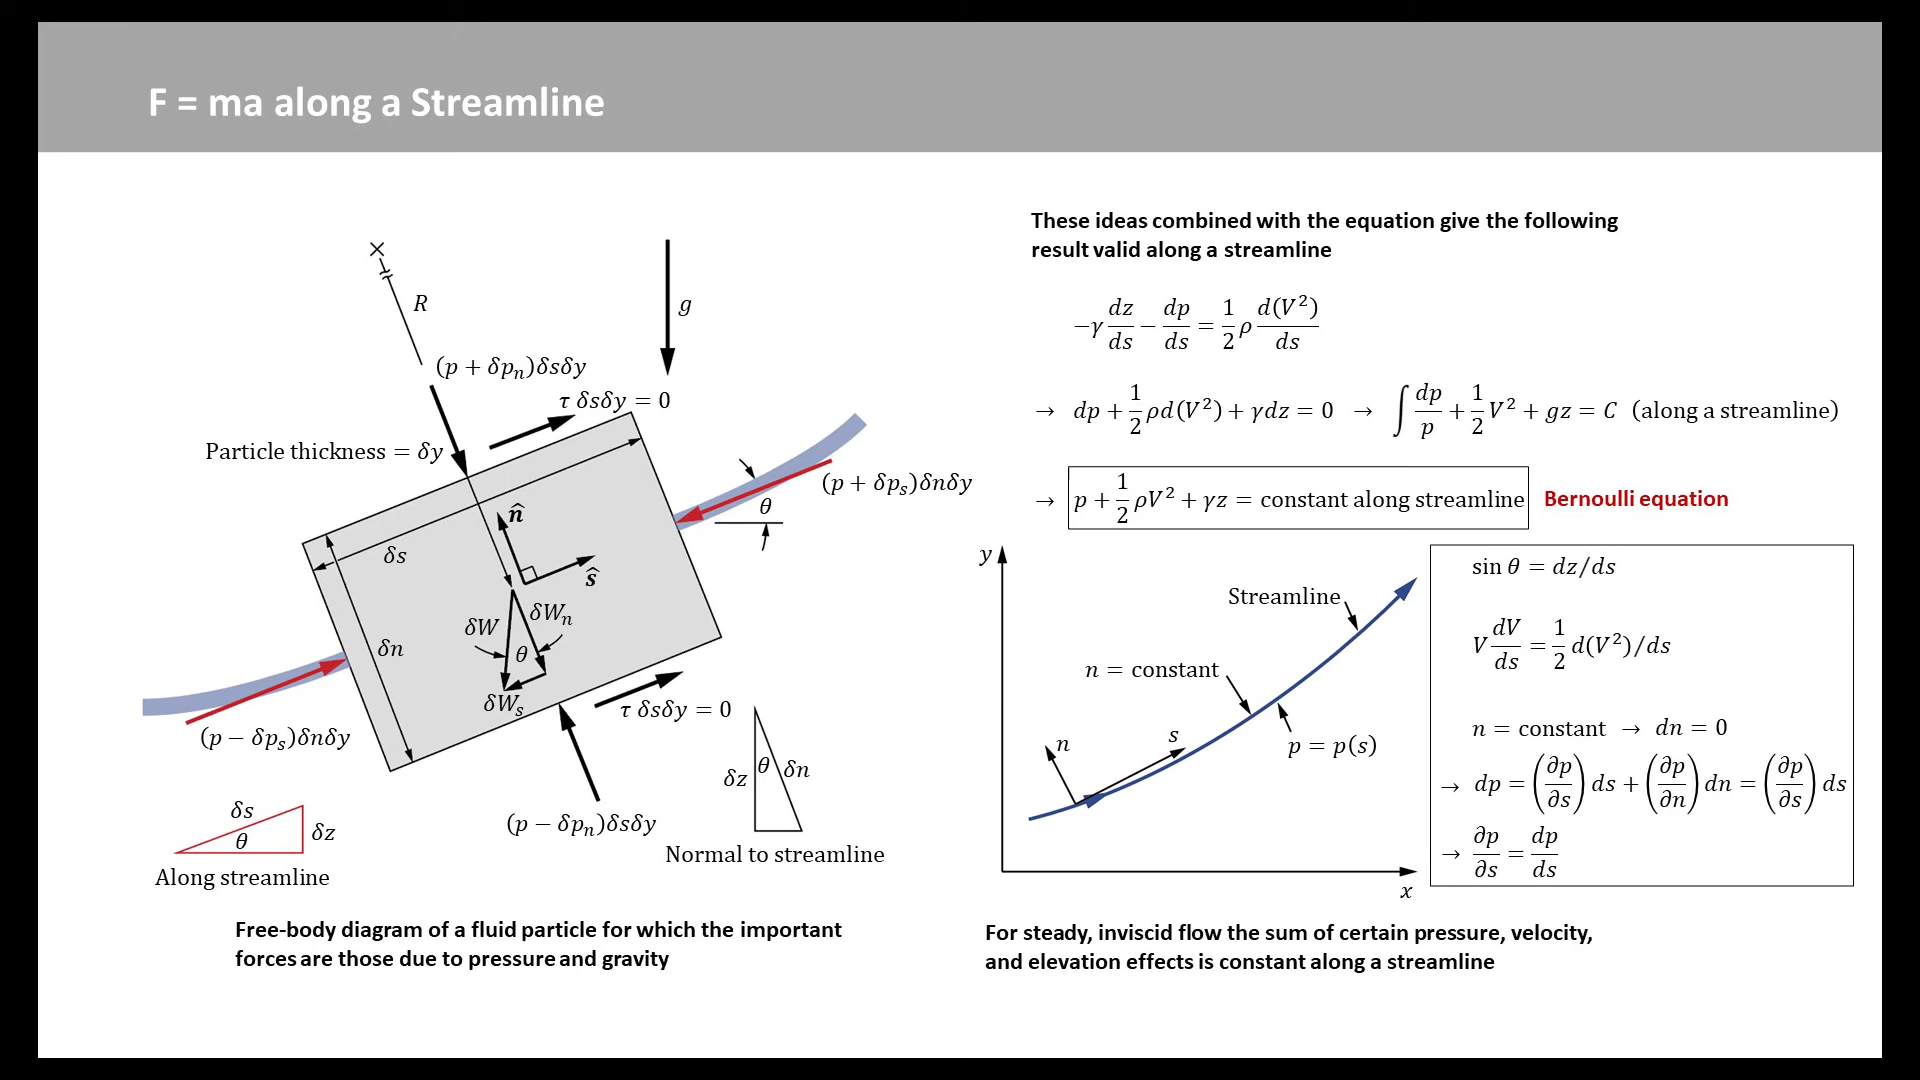 F = ma along a Streamline
R
g
(p + δpₙ)δsδy
τ δsδy = 0
Particle thickness = δy
(p + δpₛ)δnδy
θ
n̂
δs
ŝ
δWₙ
δW
δn
θ
δWₛ
τ δsδy = 0
(p − δpₛ)δnδy
δz
θ
δn
(p − δpₙ)δsδy
Normal to streamline
δs
θ
δz
Along streamline
Free-body diagram of a fluid particle for which the important
forces are those due to pressure and gravity
These ideas combined with the equation give the following
result valid along a streamline
−γ dz/ds − dp/ds = 1/2 ρ d(V²)/ds
→ dp + 1/2 ρd(V²) + γdz = 0 → ∫ dp/p + 1/2 V² + gz = C (along a streamline)
→ p + 1/2 ρV² + γz = constant along streamline Bernoulli equation
y
Streamline
n = constant
n
s
p = p(s)
x
sin θ = dz/ds
V dV/ds = 1/2 d(V²)/ds
n = constant → dn = 0
→ dp = (∂p/∂s) ds + (∂p/∂n) dn = (∂p/∂s) ds
→ ∂p/∂s = dp/ds
For steady, inviscid flow the sum of certain pressure, velocity,
and elevation effects is constant along a streamline